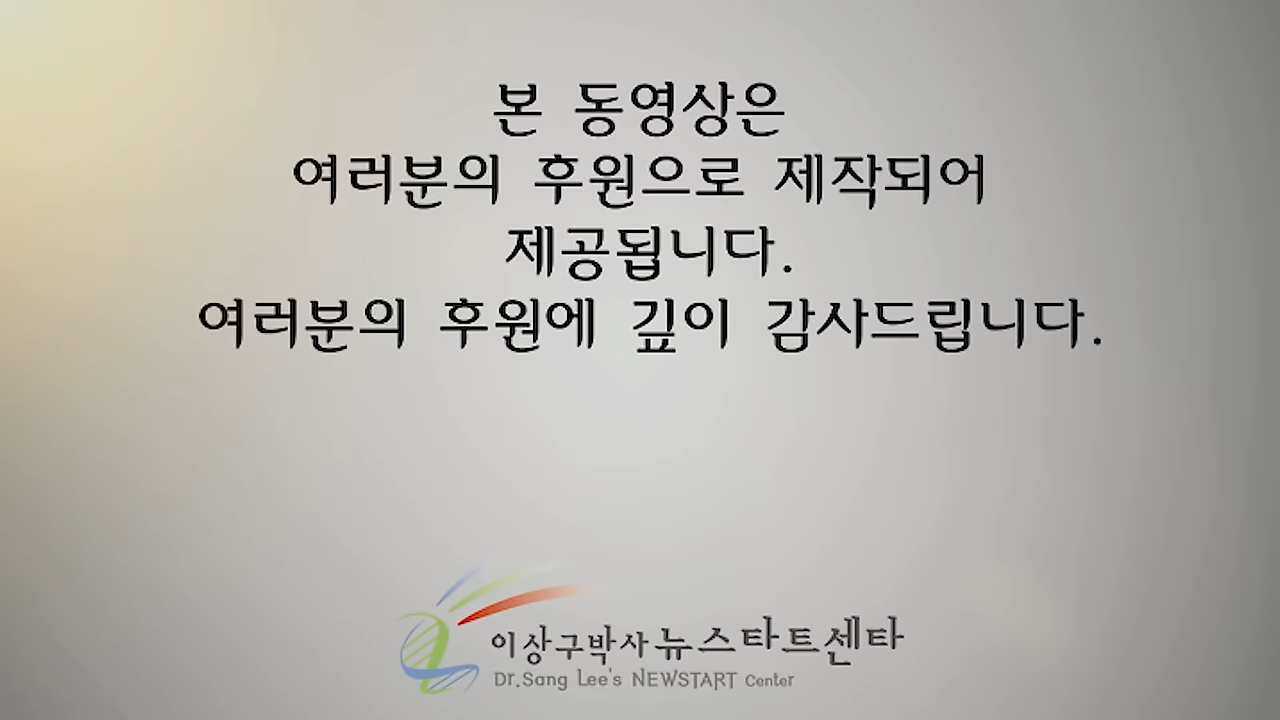 본 동영상은
여러분의 후원으로 제작되어
제공됩니다.
여러분의 후원에 깊이 감사드립니다.
이상구박사 뉴스타트센타
Dr.Sang Lee's NEWSTART Center